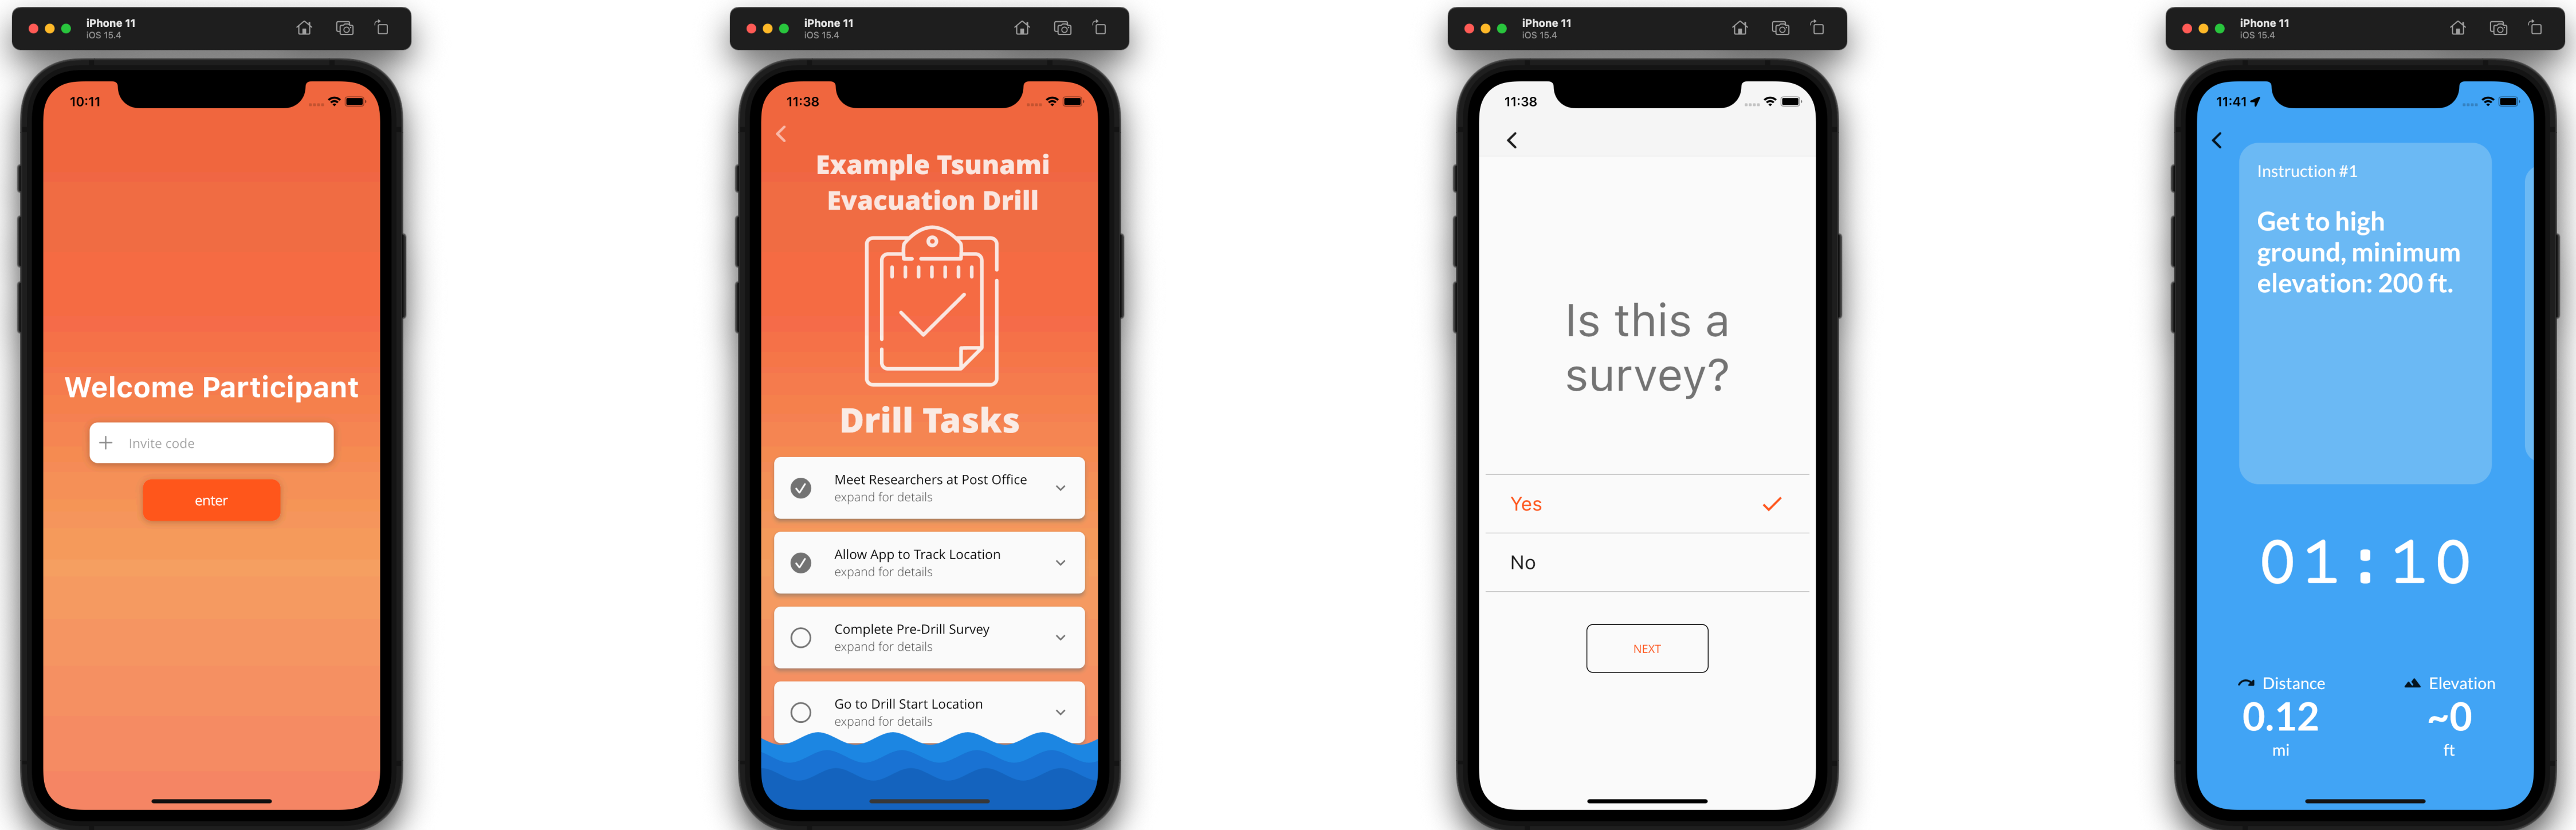 iPhone 11
iOS 15.4
10:11
Welcome Participant
Invite code
enter
iPhone 11
iOS 15.4
11:38
Example Tsunami
Evacuation Drill
Drill Tasks
Meet Researchers at Post Office
expand for details
Allow App to Track Location
expand for details
Complete Pre-Drill Survey
expand for details
Go to Drill Start Location
expand for details
iPhone 11
iOS 15.4
11:38
Is this a
survey?
Yes
No
NEXT
iPhone 11
iOS 15.4
11:41
Instruction #1
Get to high
ground, minimum
elevation: 200 ft.
01:10
Distance
0.12
mi
Elevation
~0
ft